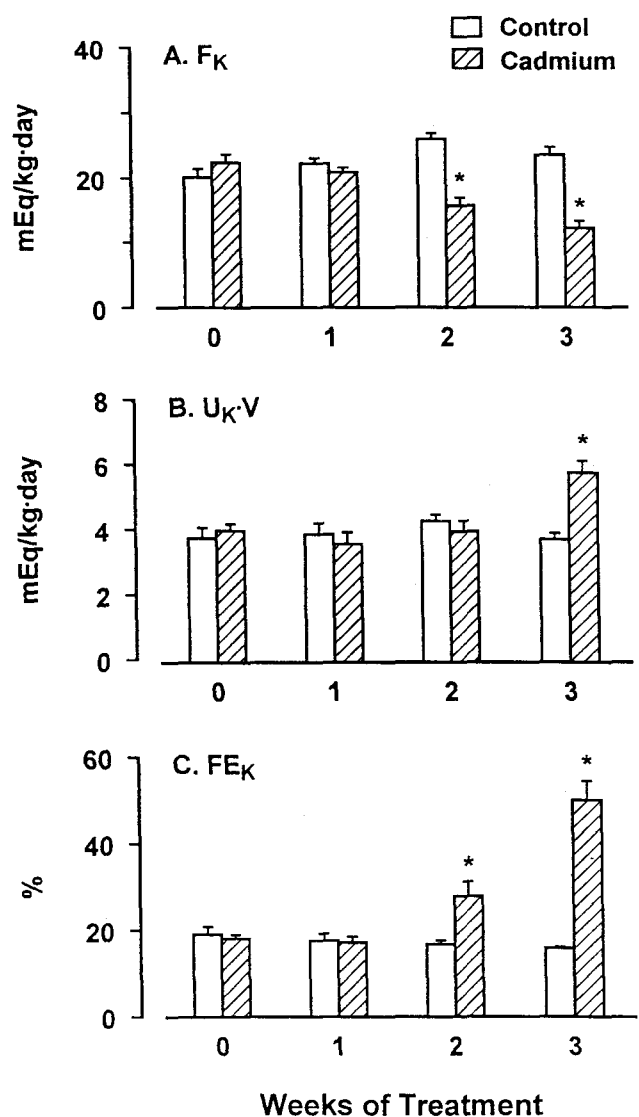 Control
Cadmium
A. F_K
mEq/kg·day
40
20
0
0 1 2 3
* *
B. U_K·V
mEq/kg·day
8
6
4
2
0
0 1 2 3
*
C. FE_K
%
60
40
20
0
0 1 2 3
* *
Weeks of Treatment